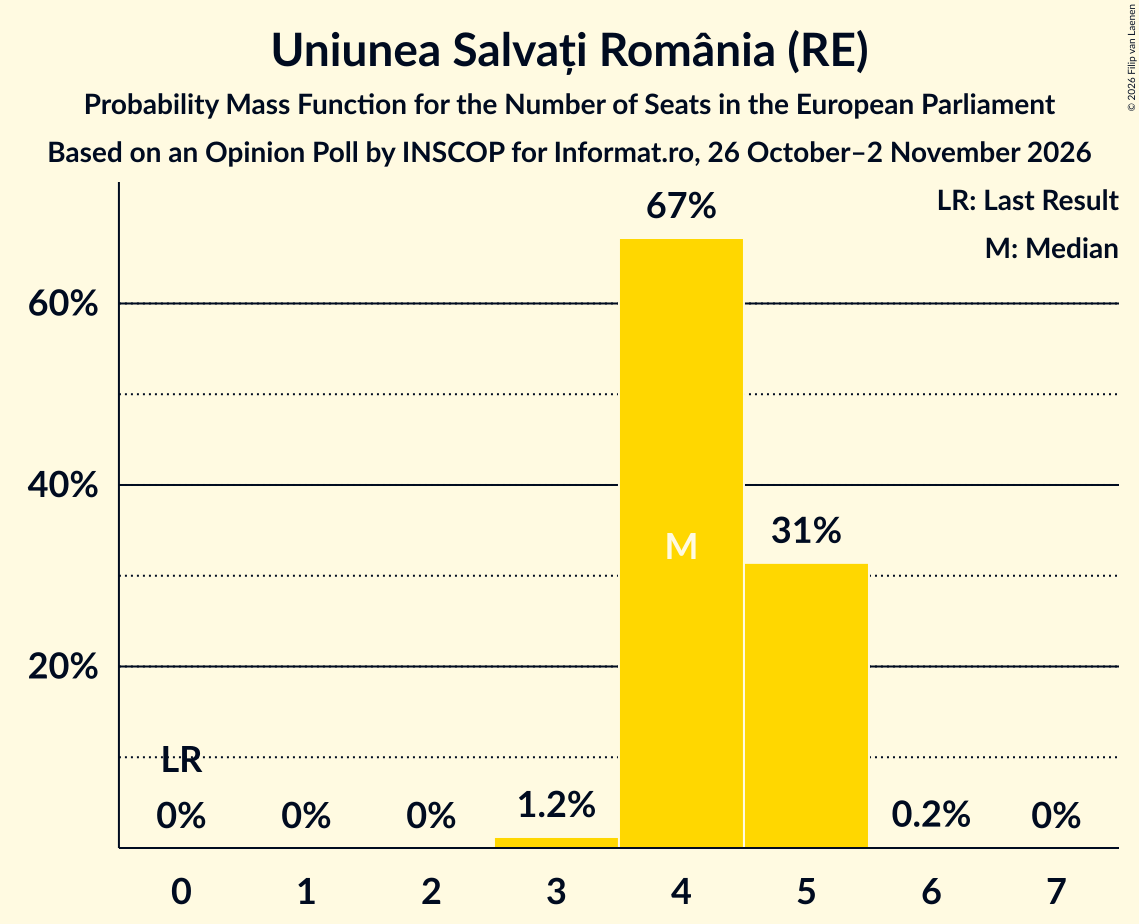 Uniunea Salvați România (RE)
Probability Mass Function for the Number of Seats in the European Parliament
Based on an Opinion Poll by INSCOP for Informat.ro, 26 October–2 November 2026
© 2026 Filip van Laenen
LR: Last Result
M: Median
67%
60%
40%
31%
M
20%
LR
0%
0%
0%
1.2%
0.2%
0%
0 1 2 3 4 5 6 7